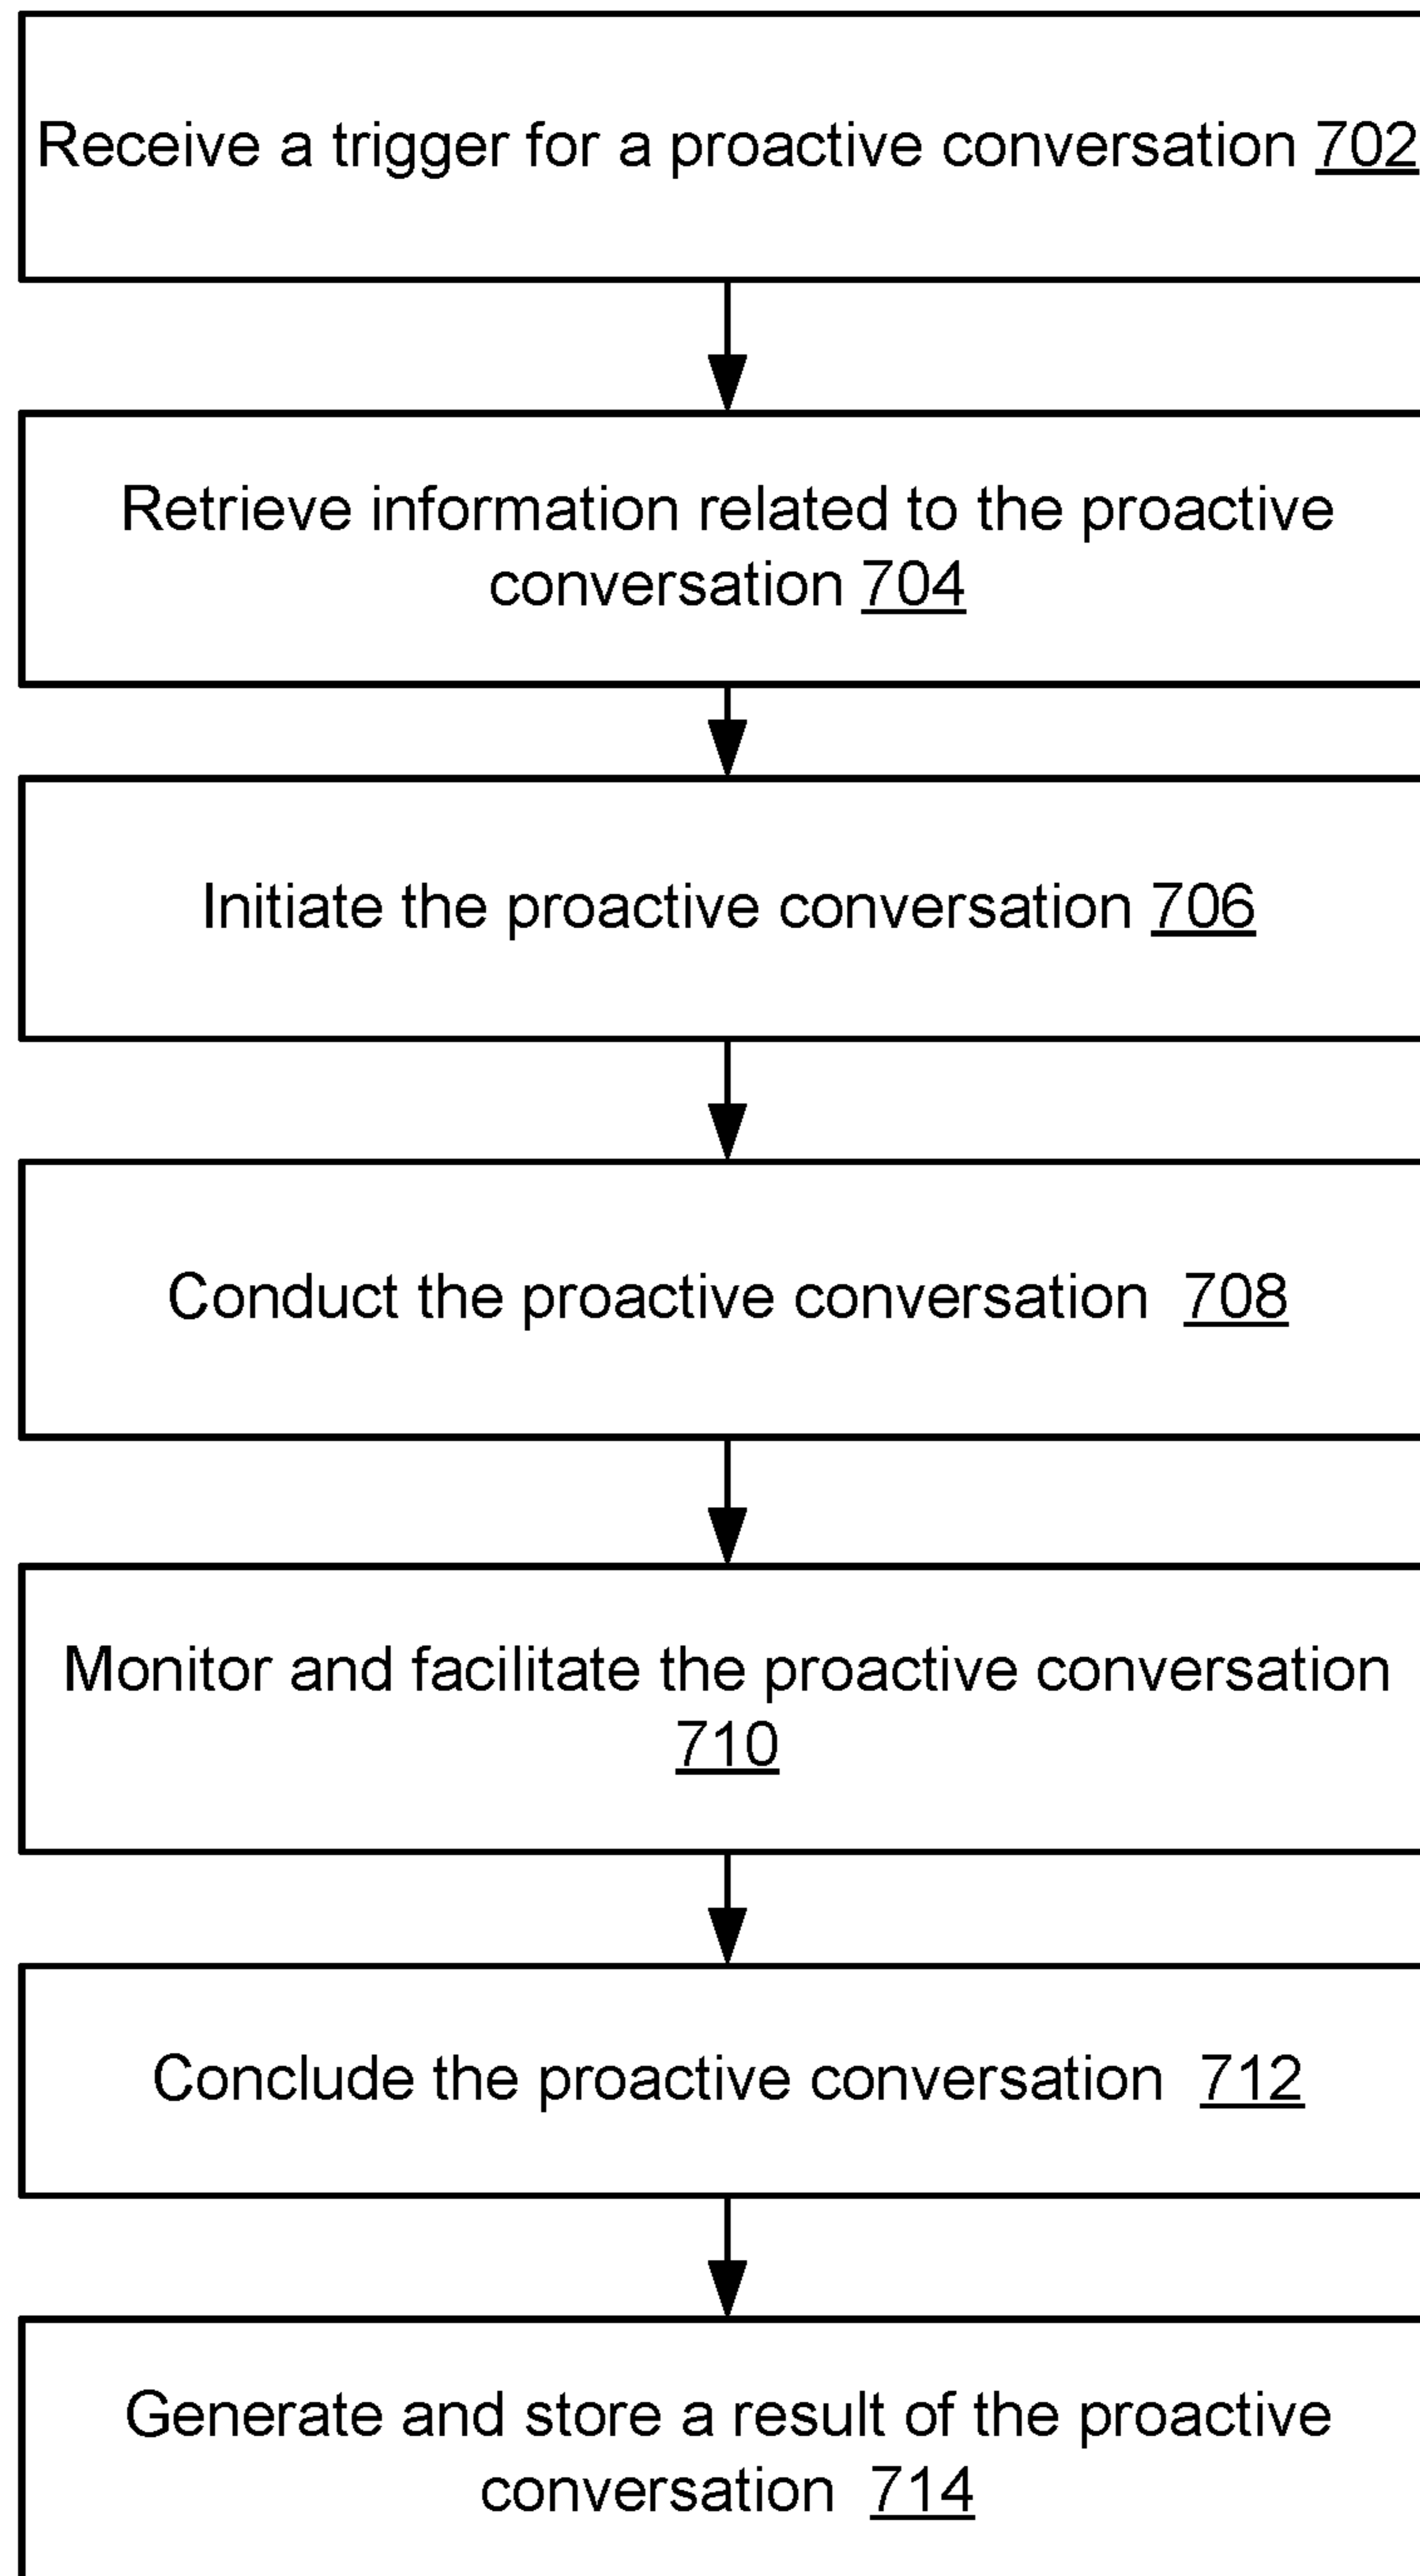 Receive a trigger for a proactive conversation 702
Retrieve information related to the proactive
conversation 704
Initiate the proactive conversation 706
Conduct the proactive conversation 708
Monitor and facilitate the proactive conversation
710
Conclude the proactive conversation 712
Generate and store a result of the proactive
conversation 714